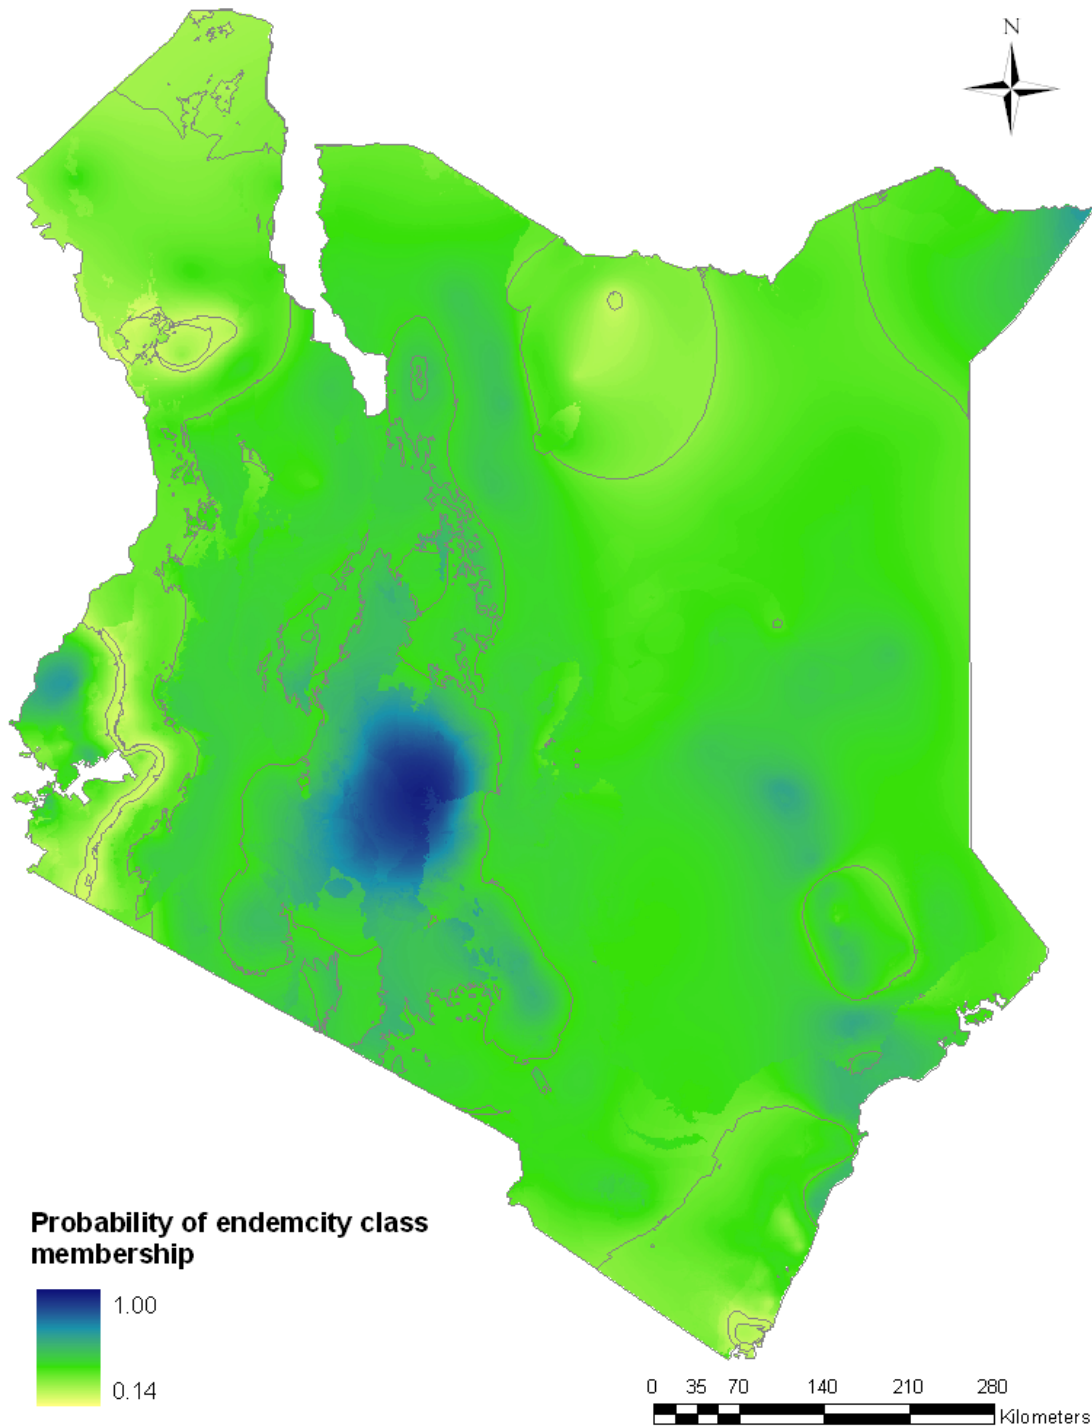 N
Probability of endemcity class
membership
1.00
0.14
0 35 70 140 210 280
Kilometers